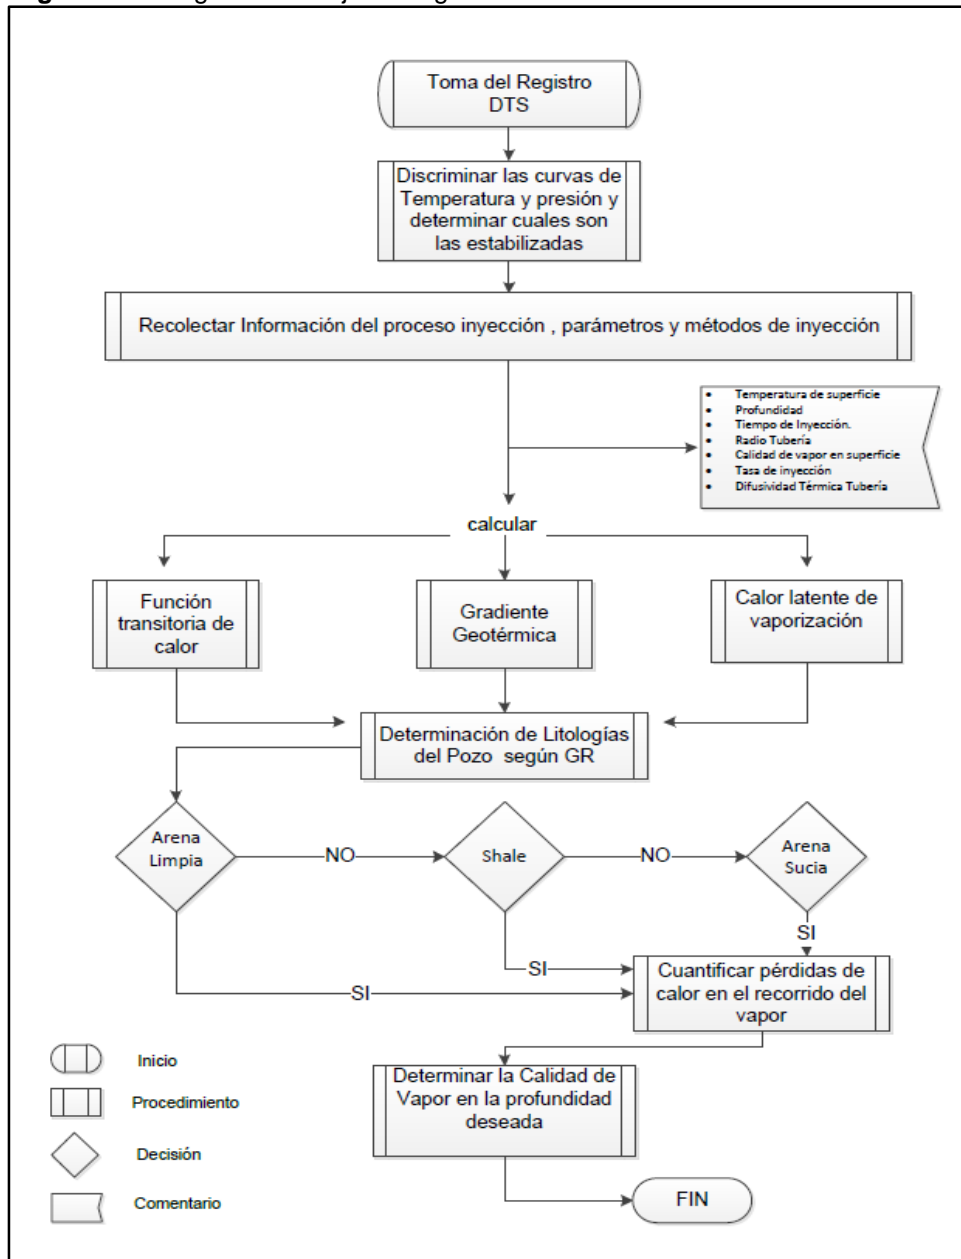 Toma del Registro
DTS
Discriminar las curvas de
Temperatura y presión y
determinar cuales son
las estabilizadas
Recolectar Información del proceso inyección , parámetros y métodos de inyección
• Temperatura de superficie
• Profundidad
• Tiempo de Inyección.
• Radio Tubería
• Calidad de vapor en superficie
• Tasa de inyección
• Difusividad Térmica Tubería
calcular
Función
transitoria de
calor
Gradiente
Geotérmica
Calor latente de
vaporización
Determinación de Litologías
del Pozo según GR
Arena
Limpia
NO
Shale
NO
Arena
Sucia
SI
SI
SI
Cuantificar pérdidas de
calor en el recorrido del
vapor
Determinar la Calidad de
Vapor en la profundidad
deseada
FIN
Inicio
Procedimiento
Decisión
Comentario